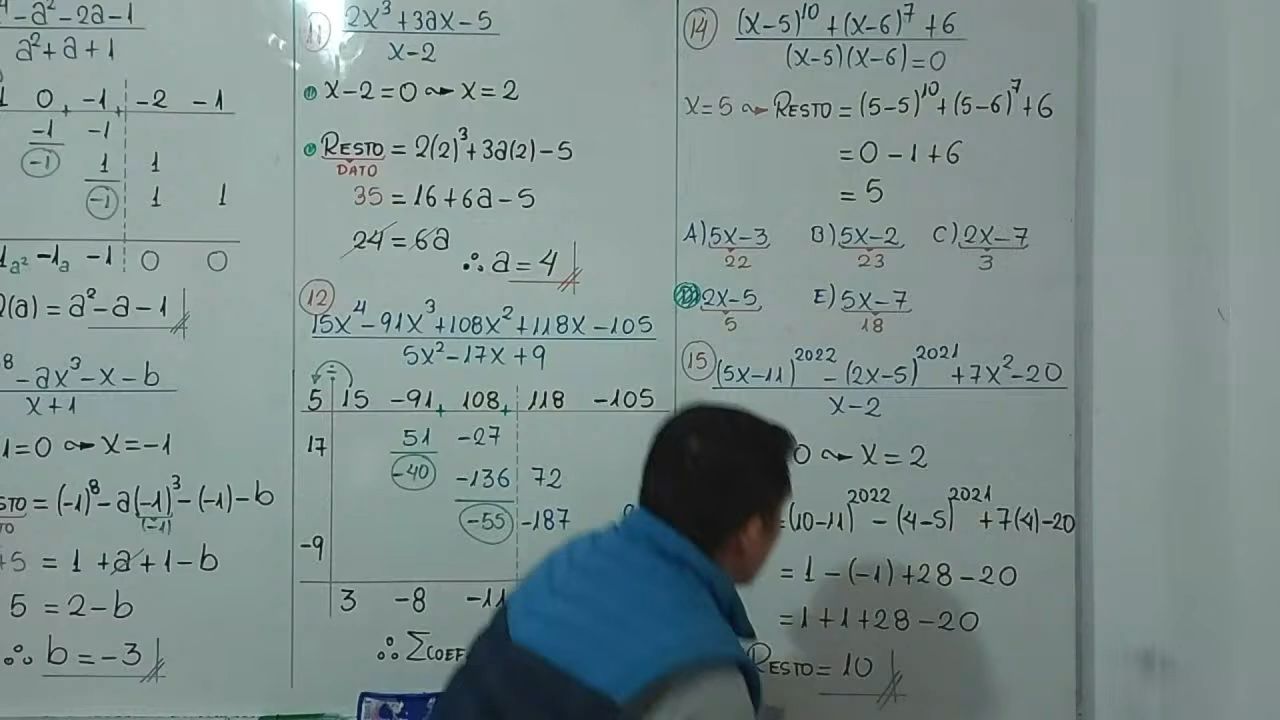 -a²-2a-1
a²+a+1
0 -1 -2 -1
-1 -1
-1 1 1
-1 1 1
1a² -1a -1 0 0
(a) = a²-a-1
8 -ax³-x-b
x+1
1=0 ⇝ x=-1
STO = (-1)⁸-a(-1)³-(-1)-b
(-1)
TO
+5 = 1+a+1-b
5 = 2-b
∴ b=-3
11 2x³+3ax-5
x-2
x-2=0 ⇝ x=2
RESTO = 2(2)³+3a(2)-5
DATO
35 = 16+6a-5
24 = 6a
∴ a=4
12
15x⁴-91x³+108x²+118x-105
5x²-17x+9
÷
5 15 -91 108 118 -105
17 51 -27
-40 -136 72
-55 -187
-9
3 -8 -11
∴ ΣCOEF
14 (x-5)¹⁰+(x-6)⁷+6
(x-5)(x-6)=0
x=5 ⇝ RESTO = (5-5)¹⁰+(5-6)⁷+6
= 0-1+6
= 5
A) 5x-3 B) 5x-2 C) 2x-7
22 23 3
D) 2x-5 E) 5x-7
5 18
15 (5x-11)²⁰²²-(2x-5)²⁰²¹+7x²-20
x-2
0 ⇝ x=2
=(10-11)²⁰²²-(4-5)²⁰²¹+7(4)-20
= 1-(-1)+28-20
= 1+1+28-20
RESTO = 10